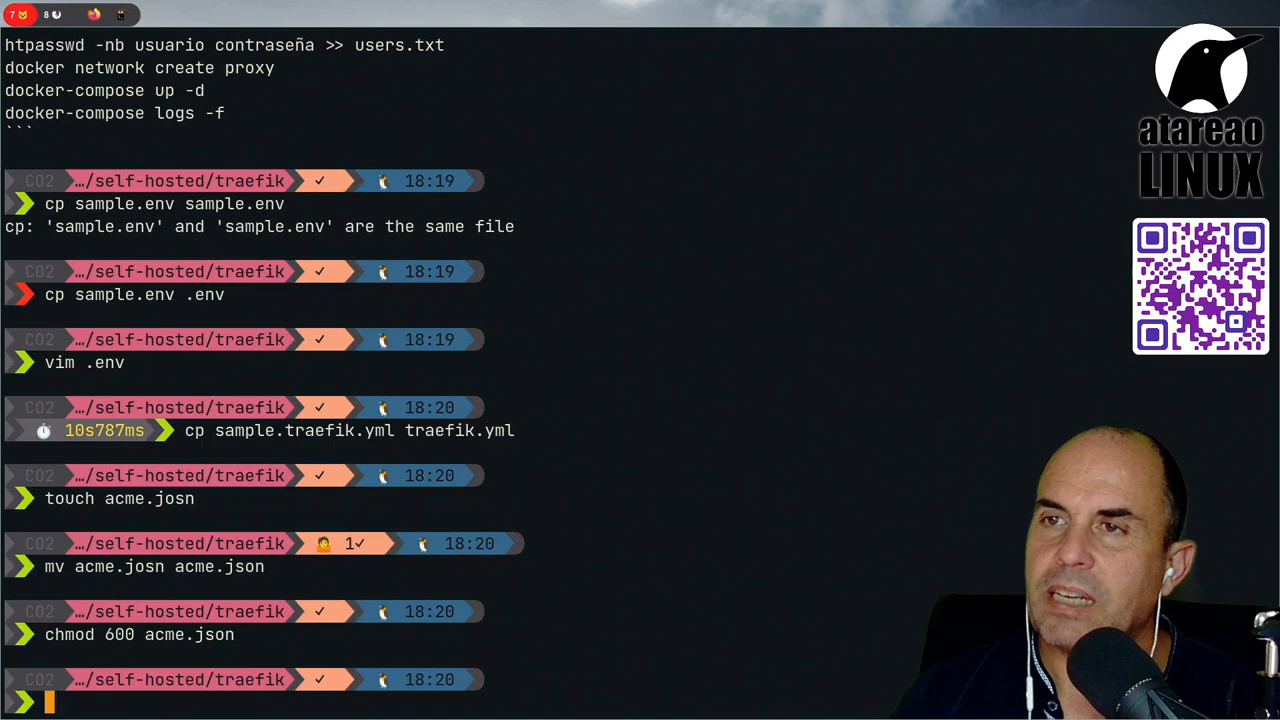 7 8
htpasswd -nb usuario contraseña >> users.txt
docker network create proxy
docker-compose up -d
docker-compose logs -f
```
CO2 …/self-hosted/traefik ✓ 18:19
cp sample.env sample.env
cp: 'sample.env' and 'sample.env' are the same file
CO2 …/self-hosted/traefik ✓ 18:19
cp sample.env .env
CO2 …/self-hosted/traefik ✓ 18:19
vim .env
CO2 …/self-hosted/traefik ✓ 18:20
10s787ms cp sample.traefik.yml traefik.yml
CO2 …/self-hosted/traefik ✓ 18:20
touch acme.josn
CO2 …/self-hosted/traefik 1✓ 18:20
mv acme.josn acme.json
CO2 …/self-hosted/traefik ✓ 18:20
chmod 600 acme.json
CO2 …/self-hosted/traefik ✓ 18:20
atareao
LINUX